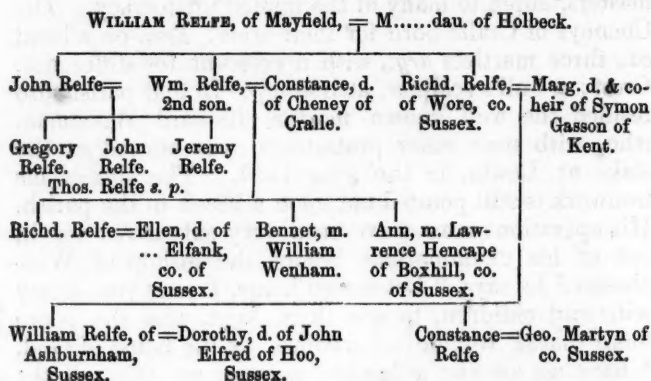 WILLIAM RELFE, of Mayfield, = M......dau. of Holbeck.
John Relfe= Wm. Relfe,=Constance, d. Richd. Relfe,=Marg. d. & co-
2nd son. of Cheney of of Wore, co. heir of Symon
Cralle. Sussex. Gasson of
Kent.
Gregory John Jeremy
Relfe. Relfe. Relfe.
Thos. Relfe s. p.
Richd. Relfe=Ellen, d. of Bennet, m. Ann, m. Law-
... Elfank, William rence Hencape
co. of Wenham. of Boxhill, co.
Sussex. of Sussex.
William Relfe, of=Dorothy, d. of John Constance=Geo. Martyn of
Ashburnham, Elfred of Hoo, Relfe co. Sussex.
Sussex. Sussex.